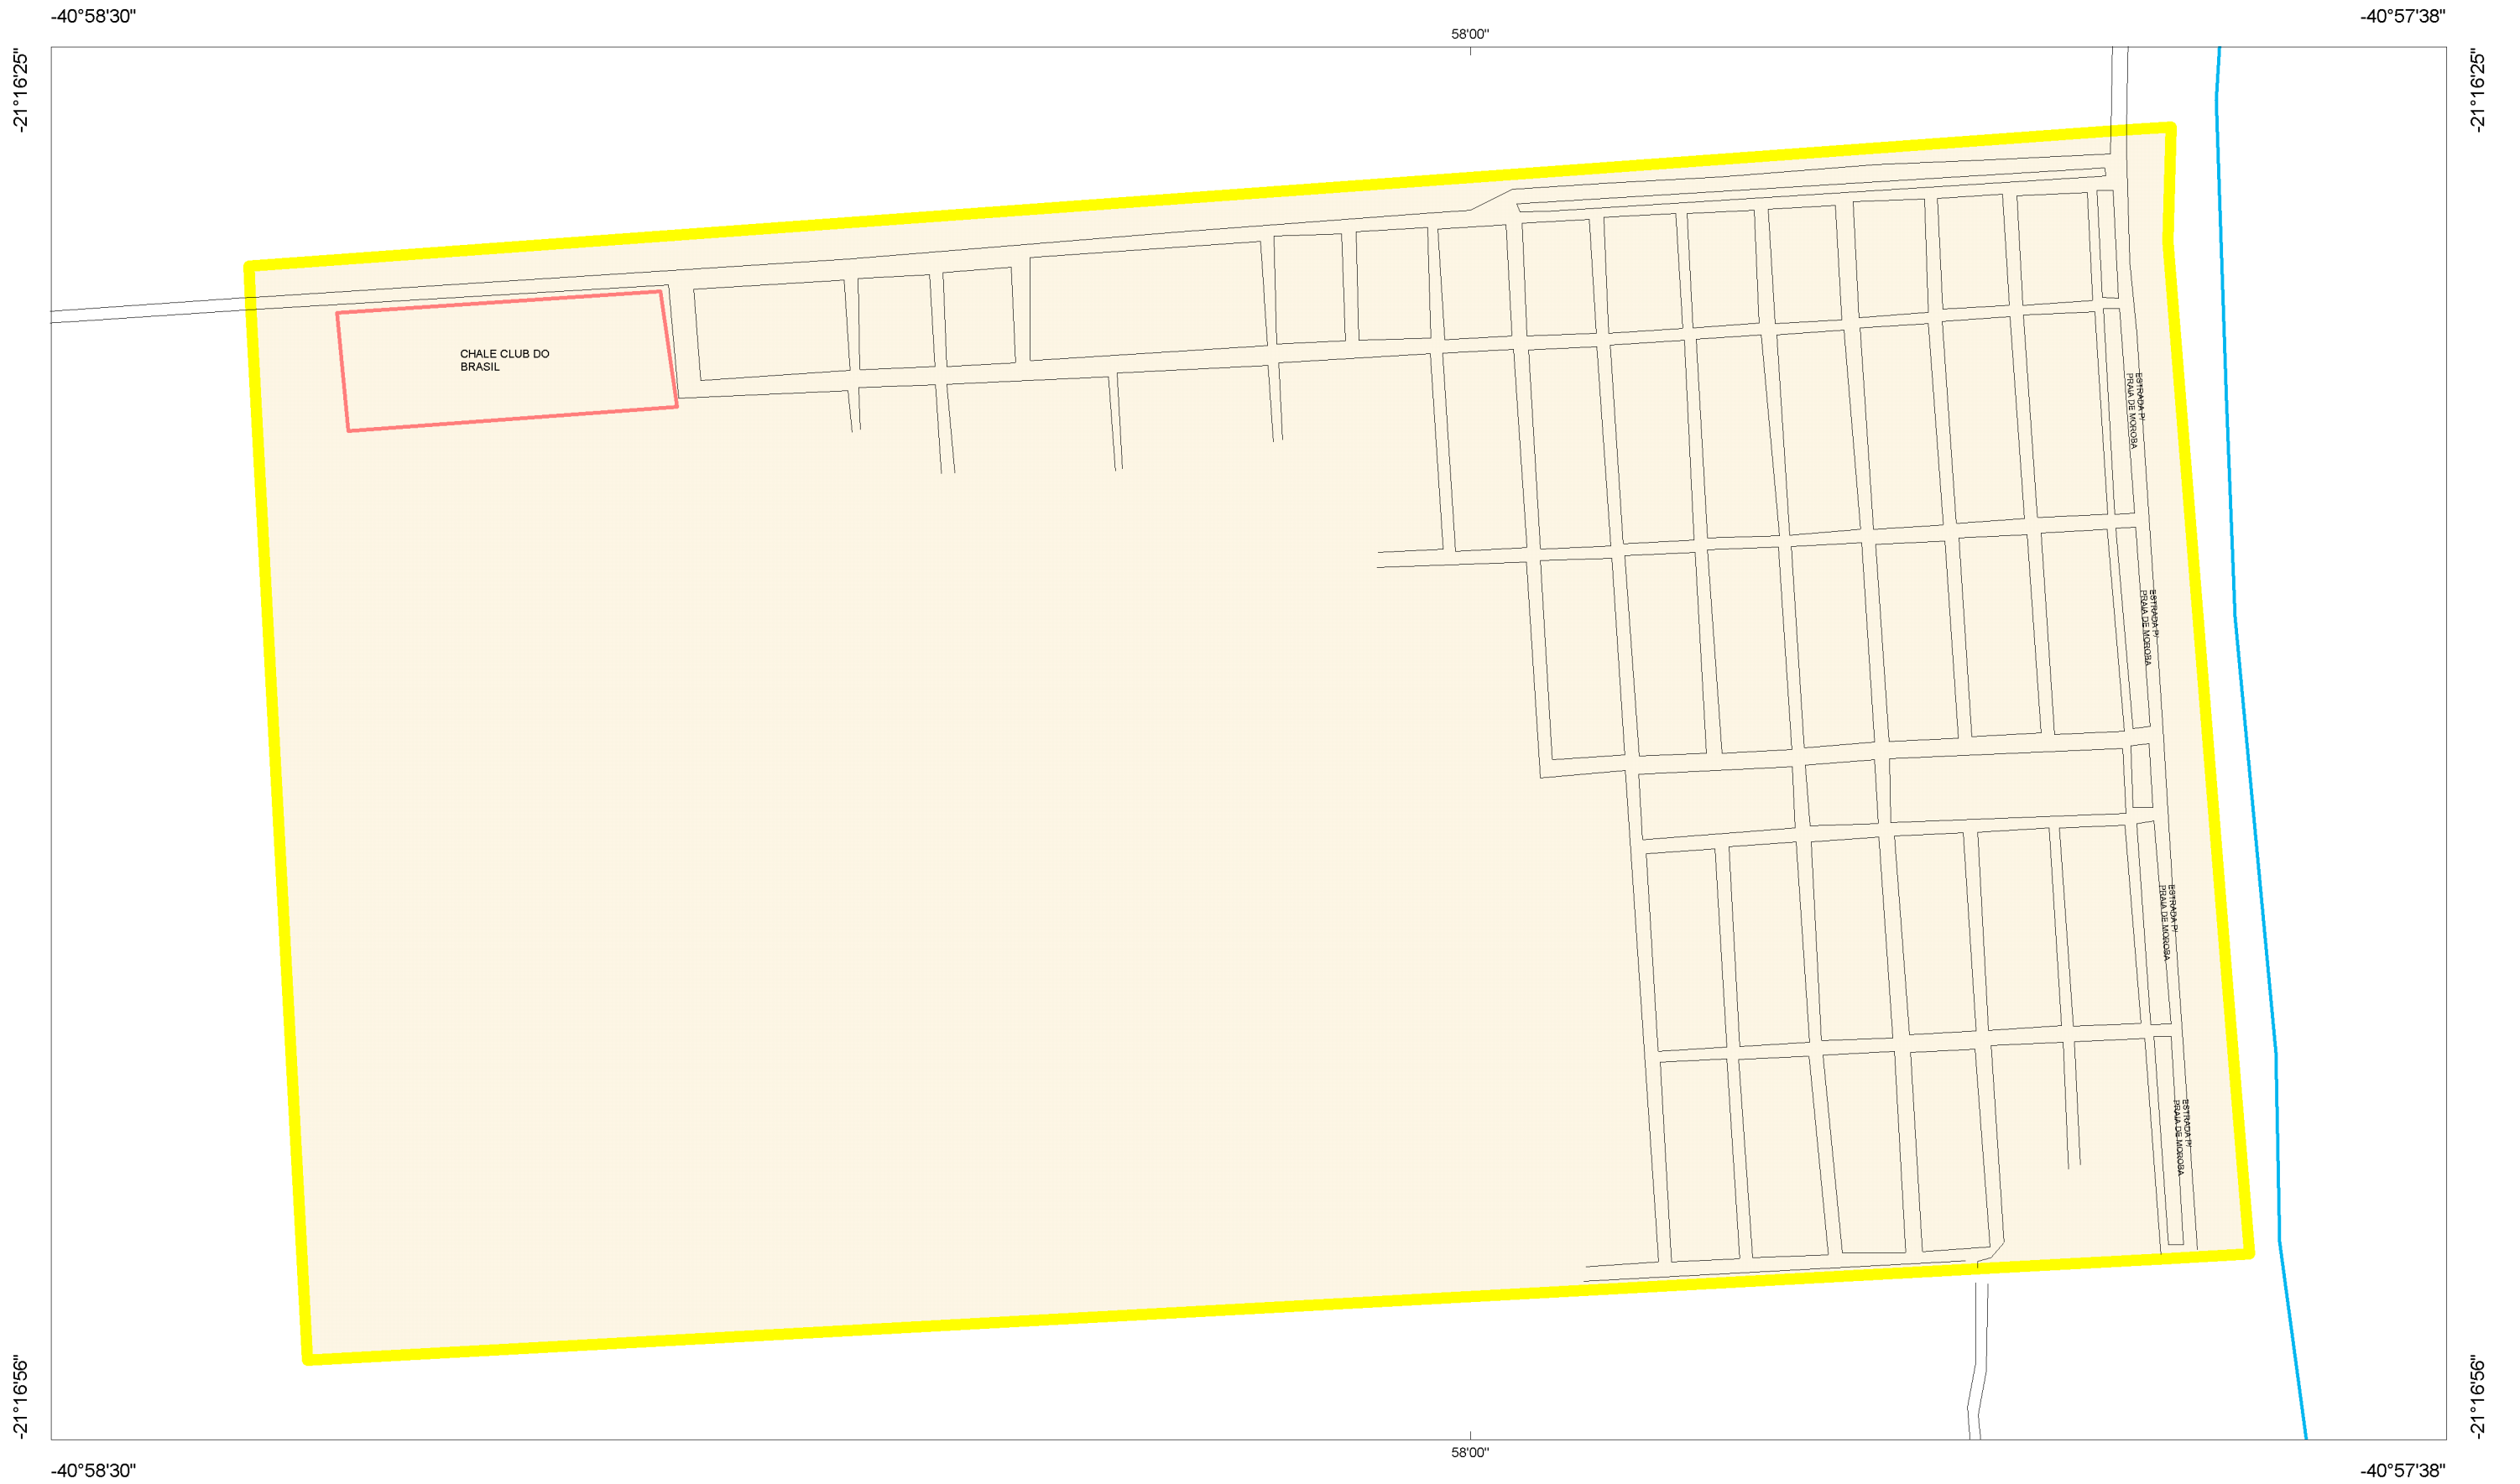 -40°58'30"
-40°57'38"
58'00"
-21°16'25"
-21°16'25"
CHALE CLUB DO
BRASIL
ESTRADA P/
PRAIA DE MOROBA
ESTRADA P/
PRAIA DE MOROBA
ESTRADA P/
PRAIA DE MOROBA
ESTRADA P/
PRAIA DE MOROBA
-21°16'56"
-21°16'56"
58'00"
-40°58'30"
-40°57'38"